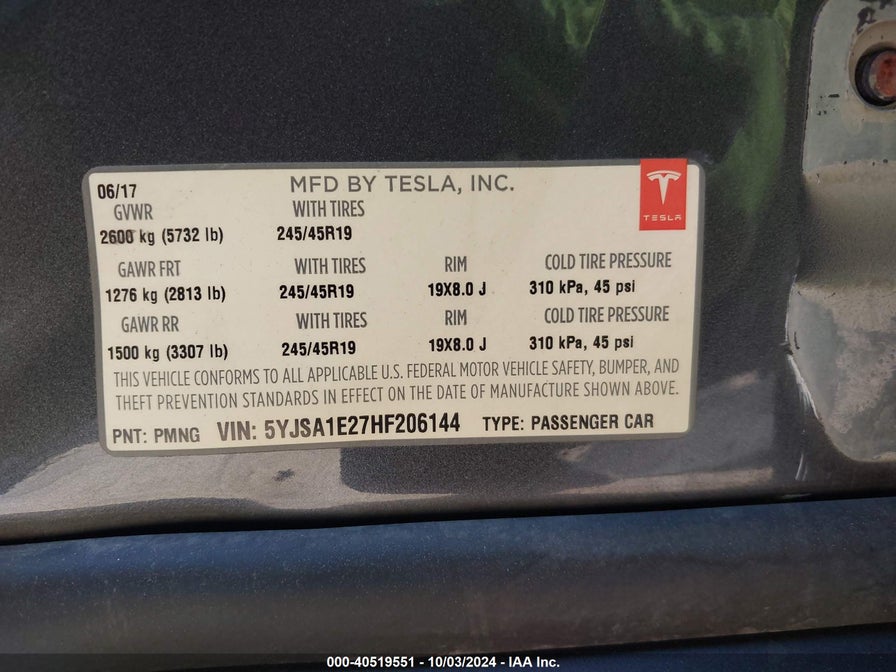 06/17 MFD BY TESLA, INC.
TESLA
GVWR WITH TIRES
2600 kg (5732 lb) 245/45R19
GAWR FRT WITH TIRES RIM COLD TIRE PRESSURE
1276 kg (2813 lb) 245/45R19 19X8.0 J 310 kPa, 45 psi
GAWR RR WITH TIRES RIM COLD TIRE PRESSURE
1500 kg (3307 lb) 245/45R19 19X8.0 J 310 kPa, 45 psi
THIS VEHICLE CONFORMS TO ALL APPLICABLE U.S. FEDERAL MOTOR VEHICLE SAFETY, BUMPER, AND
THEFT PREVENTION STANDARDS IN EFFECT ON THE DATE OF MANUFACTURE SHOWN ABOVE.
PNT: PMNG VIN: 5YJSA1E27HF206144 TYPE: PASSENGER CAR
000-40519551 - 10/03/2024 - IAA Inc.